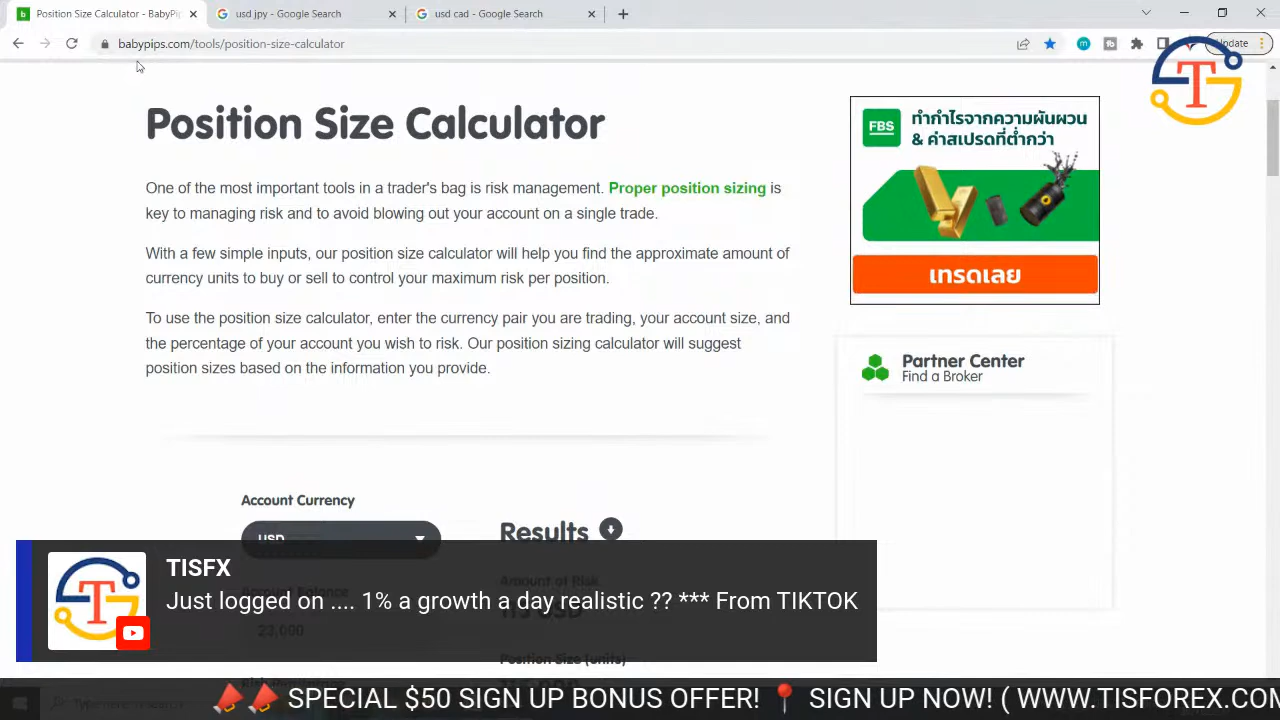 Position Size Calculator - BabyPi
usd jpy - Google Search
usd cad - Google Search
babypips.com/tools/position-size-calculator
Update
T
Position Size Calculator
One of the most important tools in a trader's bag is risk management. Proper position sizing is
key to managing risk and to avoid blowing out your account on a single trade.
With a few simple inputs, our position size calculator will help you find the approximate amount of
currency units to buy or sell to control your maximum risk per position.
To use the position size calculator, enter the currency pair you are trading, your account size, and
the percentage of your account you wish to risk. Our position sizing calculator will suggest
position sizes based on the information you provide.
FBS
ทำกำไรจากความผันผวน
& ค่าสเปรดที่ต่ำกว่า
เทรดเลย
Partner Center
Find a Broker
Account Currency
USD
Results
Amount of Risk
Position Size (units)
T
TISFX
Just logged on .... 1% a growth a day realistic ?? *** From TIKTOK
SPECIAL $50 SIGN UP BONUS OFFER! SIGN UP NOW! ( WWW.TISFOREX.COM